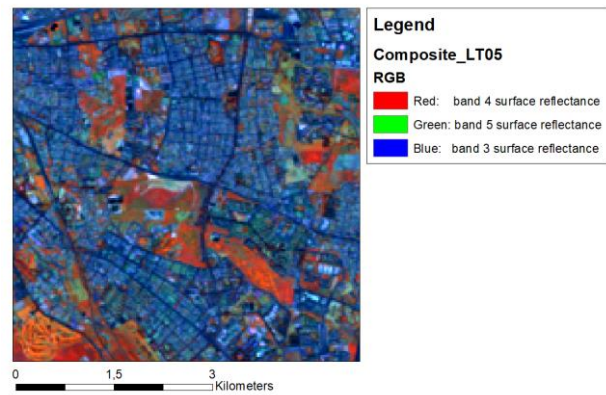 Legend
Composite_LT05
RGB
Red: band 4 surface reflectance
Green: band 5 surface reflectance
Blue: band 3 surface reflectance
0 1,5 3
Kilometers